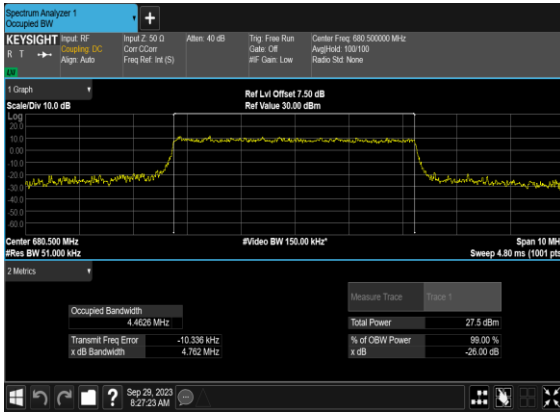 Spectrum Analyzer 1
Occupied BW
+
KEYSIGHT Input: RF Input Z: 50 Ω Atten: 40 dB Trig: Free Run Center Freq: 680.500000 MHz
R T Coupling: DC Corr CCorr Gate: Off Avg|Hold: 100/100
Align: Auto Freq Ref: Int (S) #IF Gain: Low Radio Std: None
LW
1 Graph
Ref Lvl Offset 7.50 dB
Scale/Div 10.0 dB Ref Value 30.00 dBm
Log
20.0
10.0
0.00
-10.0
-20.0
-30.0
-40.0
-50.0
-60.0
Center 680.500 MHz #Video BW 150.00 kHz* Span 10 MH
#Res BW 51.000 kHz Sweep 4.80 ms (1001 pts
2 Metrics
Measure Trace Trace 1
Occupied Bandwidth
4.4626 MHz Total Power 27.5 dBm
Transmit Freq Error -10.336 kHz % of OBW Power 99.00 %
x dB Bandwidth 4.762 MHz x dB -26.00 dB
? Sep 29, 2023
8:27:23 AM